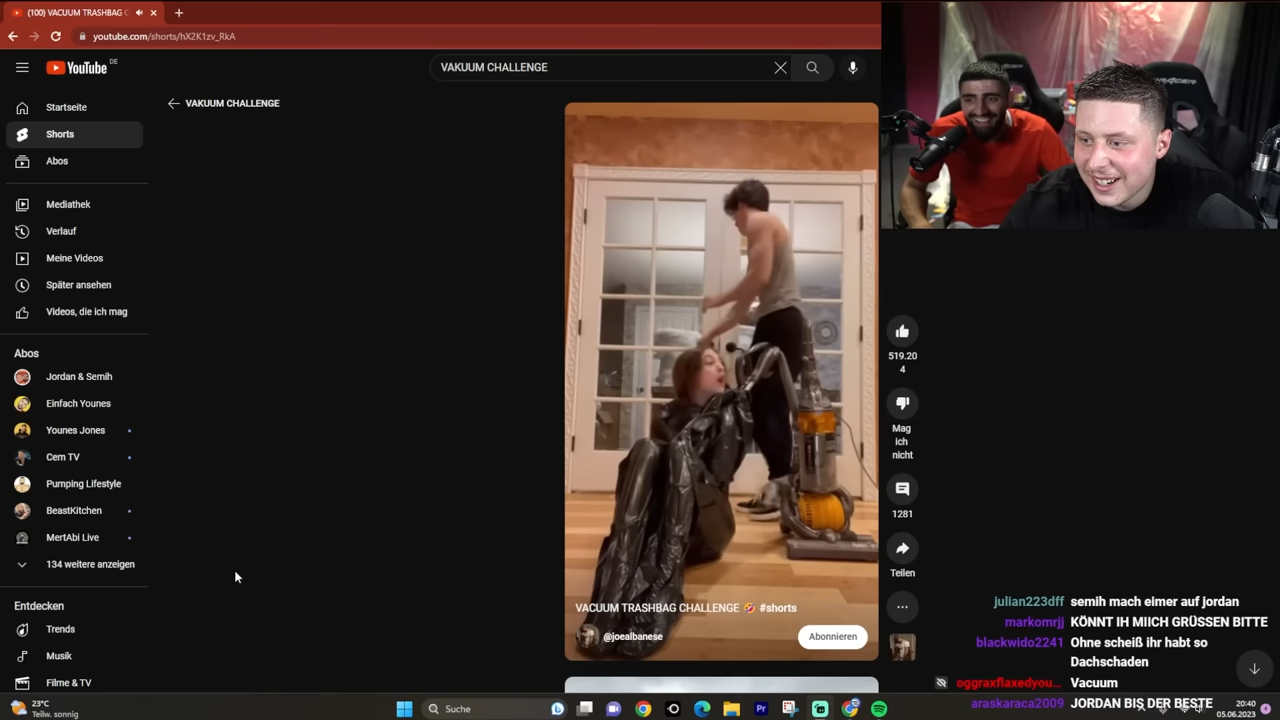 (100) VACUUM TRASHBAG C
youtube.com/shorts/hX2K1zv_RkA
YouTube DE
VAKUUM CHALLENGE
VAKUUM CHALLENGE
Startseite
Shorts
Abos
Mediathek
Verlauf
Meine Videos
Später ansehen
Videos, die ich mag
Abos
Jordan & Semih
Einfach Younes
Younes Jones
Cem TV
Pumping Lifestyle
BeastKitchen
MertAbi Live
134 weitere anzeigen
Entdecken
Trends
Musik
Filme & TV
519.20
4
Mag
ich
nicht
1281
Teilen
VACUUM TRASHBAG CHALLENGE 🤣 #shorts
@joealbanese
Abonnieren
julian223dff semih mach eimer auf jordan
markomrjj KÖNNT IH MIICH GRÜSSEN BITTE
blackwido2241 Ohne scheiß ihr habt so
Dachschaden
oggraxflaxedyou... Vacuum
araskaraca2009 JORDAN BIS DER BESTE
23°C
Teilw. sonnig
Suche
20:40
05.06.2023